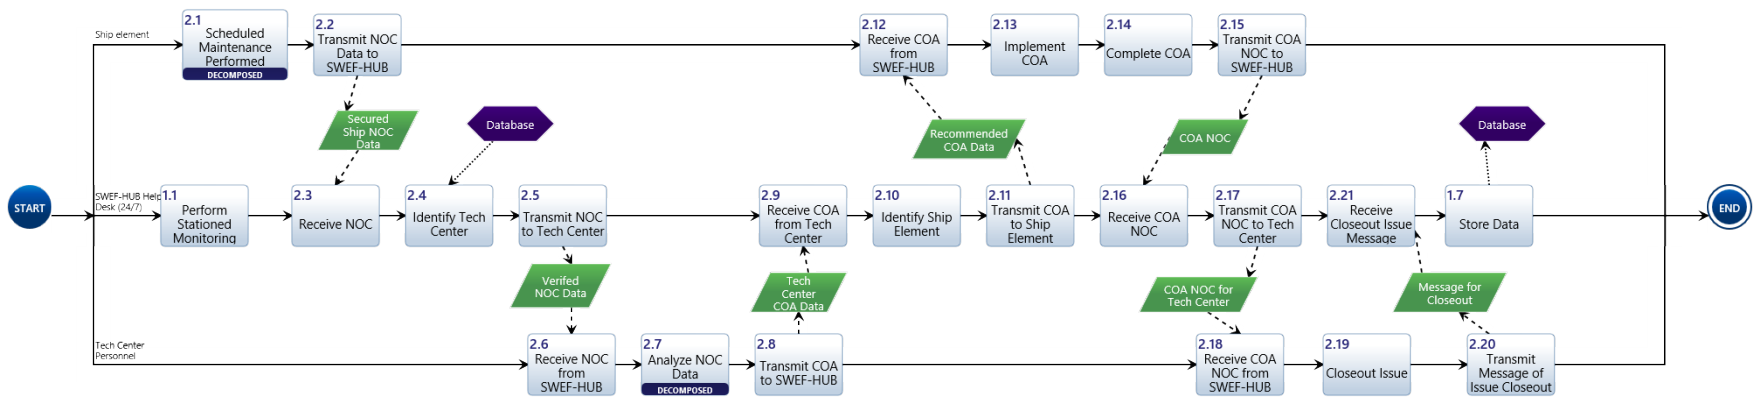 Ship element
2.1
Scheduled
Maintenance
Performed
DECOMPOSED
2.2
Transmit NOC
Data to
SWEF-HUB
2.12
Receive COA
from
SWEF-HUB
2.13
Implement
COA
2.14
Complete COA
2.15
Transmit COA
NOC to
SWEF-HUB
Secured
Ship NOC
Data
Database
Recommended
COA Data
COA NOC
Database
START
SWEF-HUB Help
Desk (24/7)
1.1
Perform
Stationed
Monitoring
2.3
Receive NOC
2.4
Identify Tech
Center
2.5
Transmit NOC
to Tech Center
2.9
Receive COA
from Tech
Center
2.10
Identify Ship
Element
2.11
Transmit COA
to Ship
Element
2.16
Receive COA
NOC
2.17
Transmit COA
NOC to Tech
Center
2.21
Receive
Closeout Issue
Message
1.7
Store Data
END
Verifed
NOC Data
Tech
Center
COA Data
COA NOC for
Tech Center
Message for
Closeout
Tech Center
Personnel
2.6
Receive NOC
from
SWEF-HUB
2.7
Analyze NOC
Data
DECOMPOSED
2.8
Transmit COA
to SWEF-HUB
2.18
Receive COA
NOC from
SWEF-HUB
2.19
Closeout Issue
2.20
Transmit
Message of
Issue Closeout